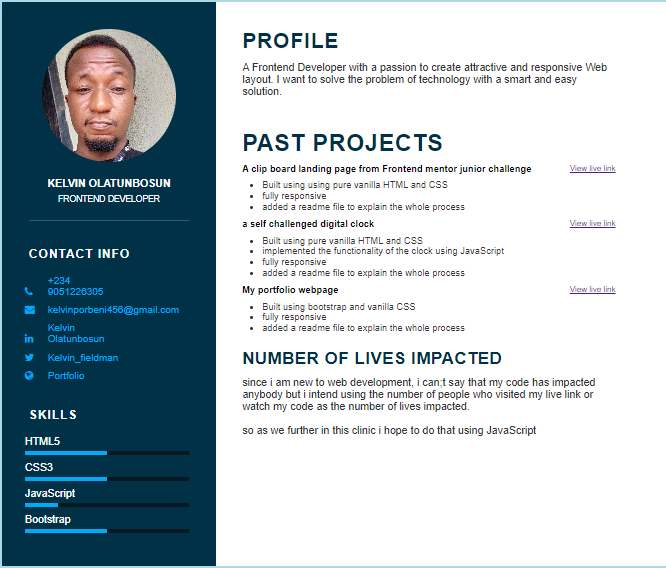 KELVIN OLATUNBOSUN
FRONTEND DEVELOPER
CONTACT INFO
+234
9051226305
kelvinporbeni456@gmail.com
Kelvin
Olatunbosun
Kelvin_fieldman
Portfolio
SKILLS
HTML5
CSS3
JavaScript
Bootstrap
PROFILE
A Frontend Developer with a passion to create attractive and responsive Web
layout. I want to solve the problem of technology with a smart and easy
solution.
PAST PROJECTS
A clip board landing page from Frontend mentor junior challenge View live link
• Built using using pure vanilla HTML and CSS
• fully responsive
• added a readme file to explain the whole process
a self challenged digital clock View live link
• Built using pure vanilla HTML and CSS
• implemented the functionality of the clock using JavaScript
• fully responsive
• added a readme file to explain the whole process
My portfolio webpage View live link
• Built using bootstrap and vanilla CSS
• fully responsive
• added a readme file to explain the whole process
NUMBER OF LIVES IMPACTED
since i am new to web development, i can;t say that my code has impacted
anybody but i intend using the number of people who visited my live link or
watch my code as the number of lives impacted.
so as we further in this clinic i hope to do that using JavaScript